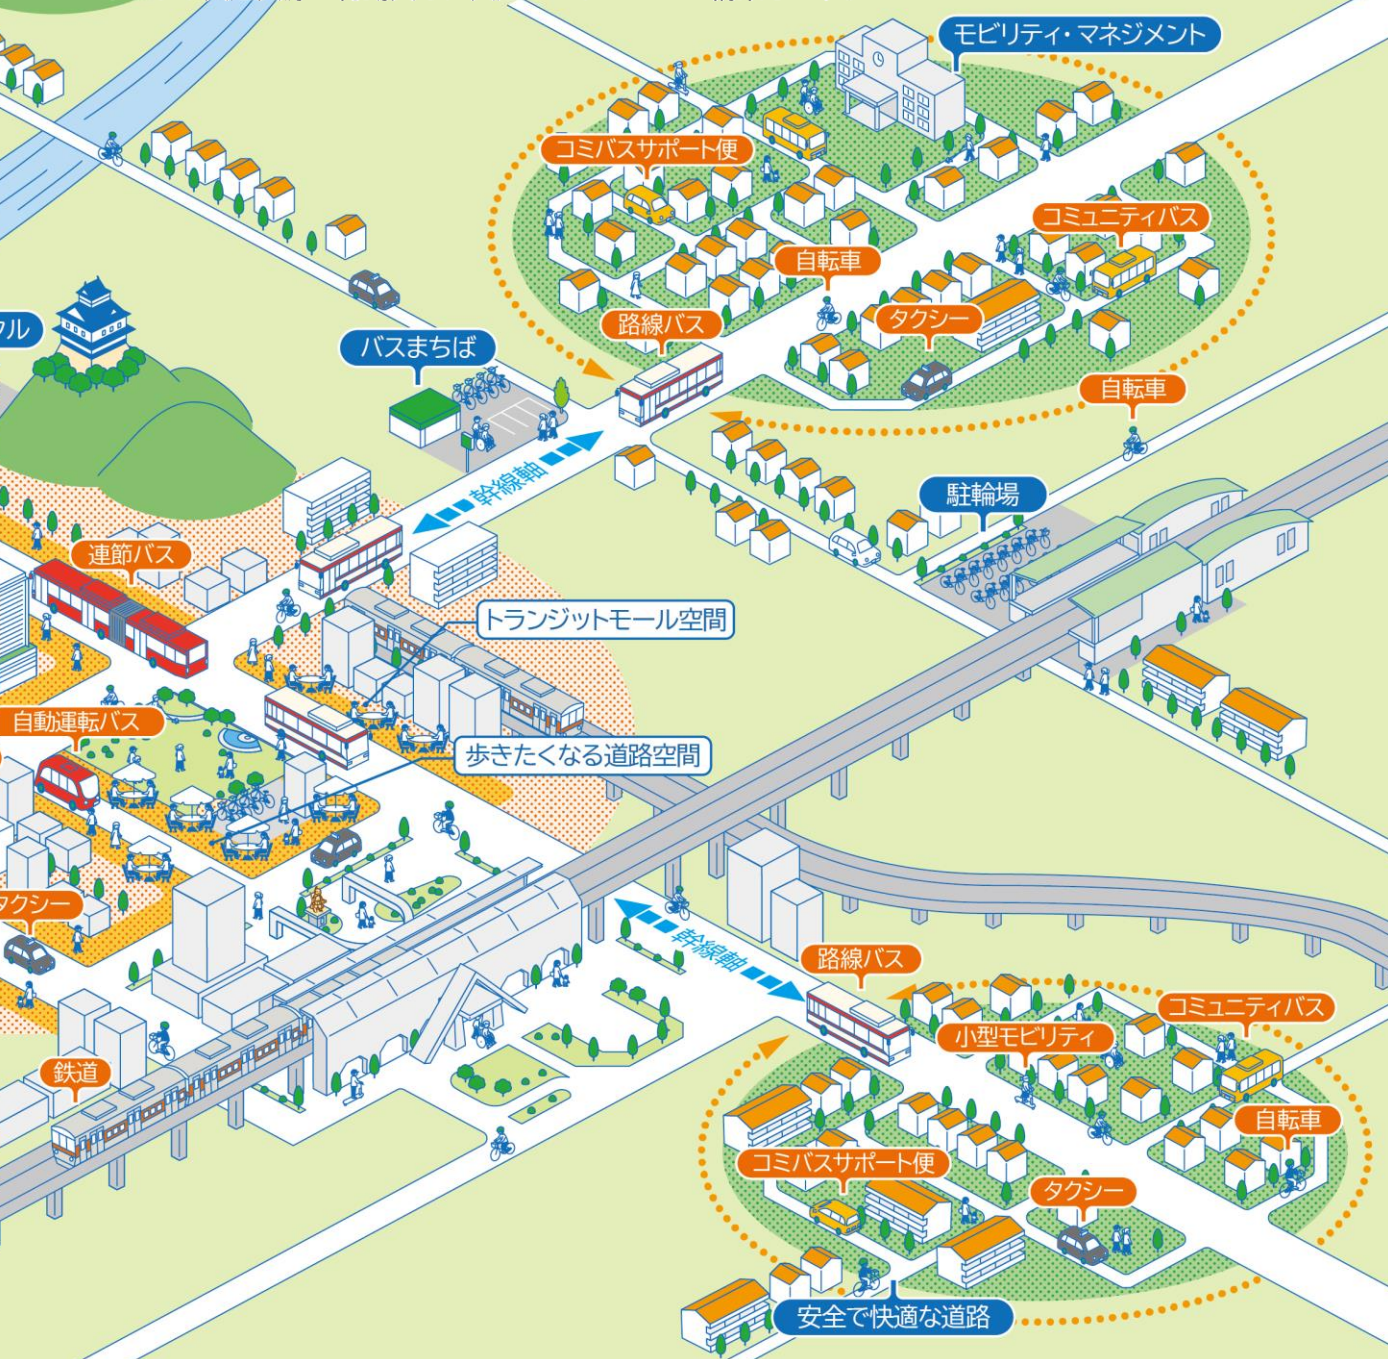 モビリティ・マネジメント
コミバスサポート便
コミュニティバス
自転車
路線バス
タクシー
クル
バスまちば
自転車
幹線軸
駐輪場
連節バス
トランジットモール空間
自動運転バス
歩きたくなる道路空間
タクシー
幹線軸
路線バス
コミュニティバス
小型モビリティ
鉄道
自転車
コミバスサポート便
タクシー
安全で快適な道路